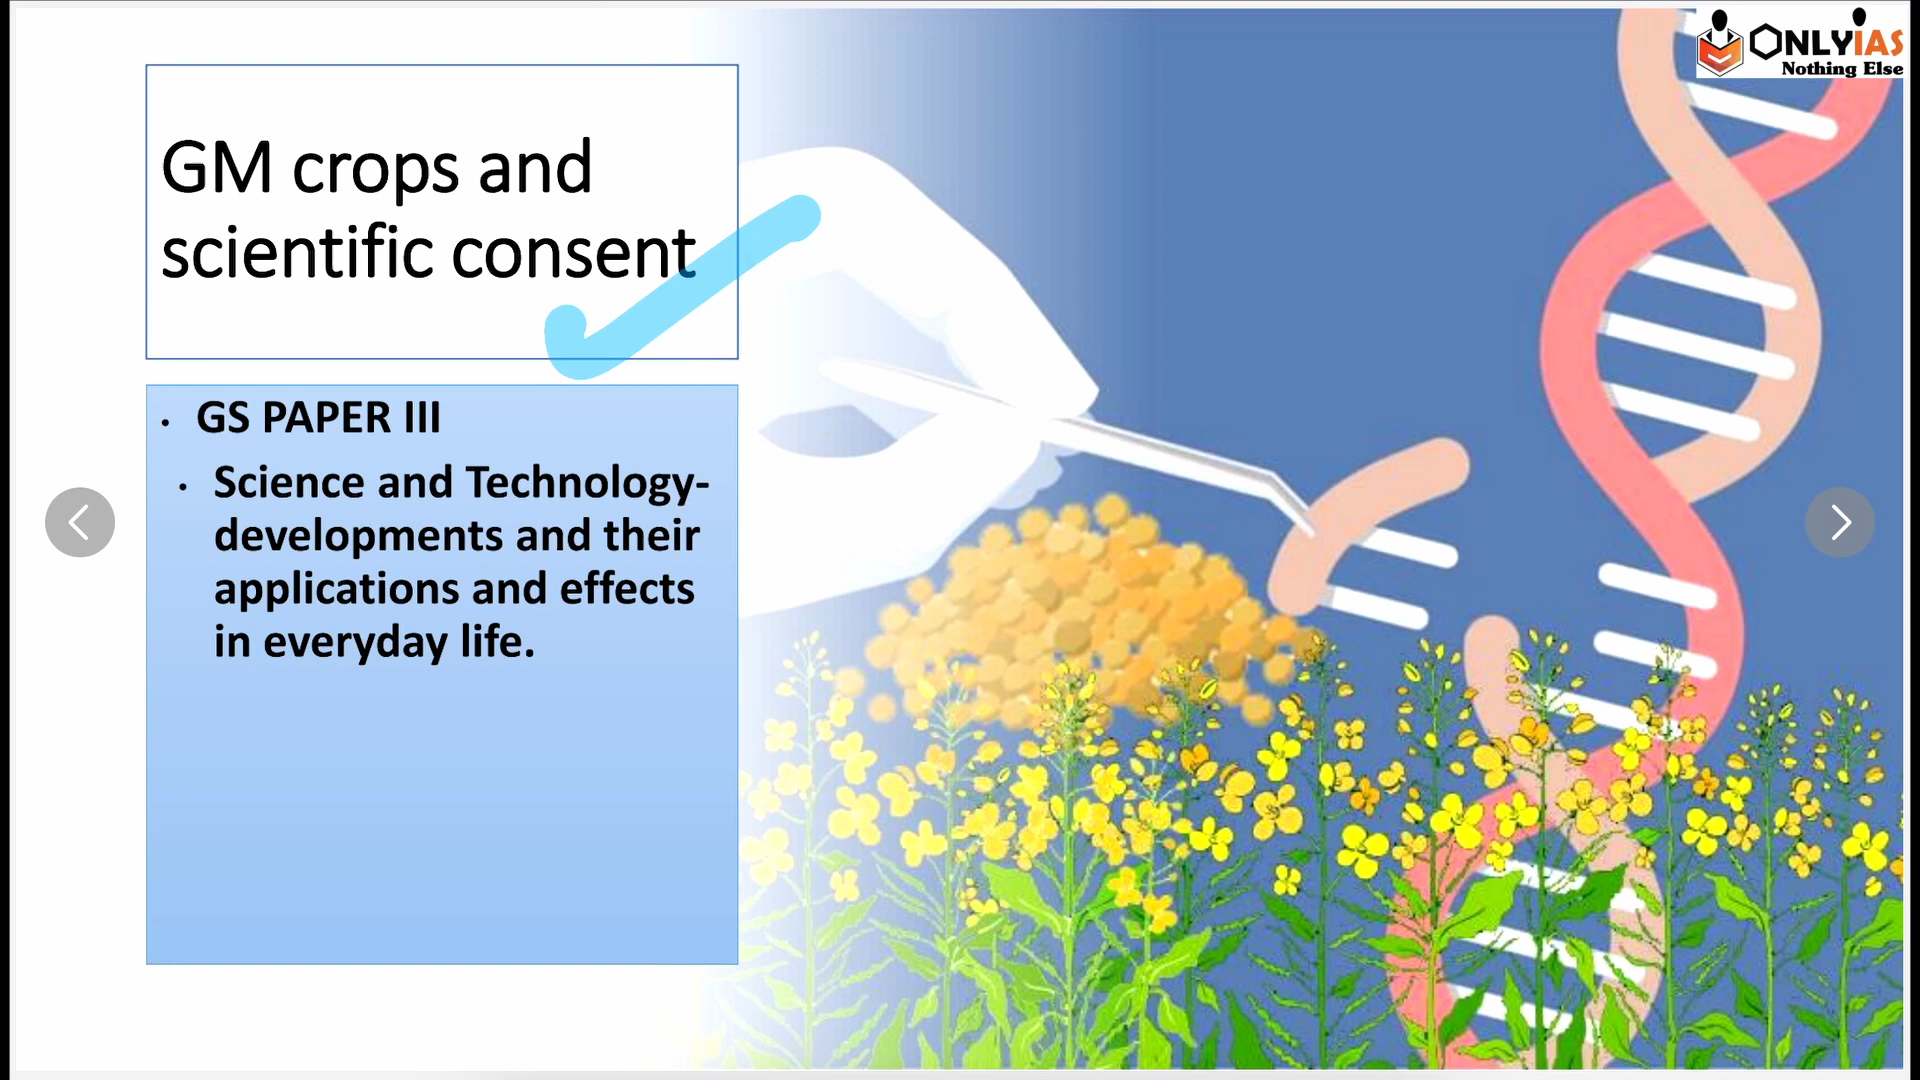 ONLYIAS
Nothing Else
GM crops and
scientific consent
• GS PAPER III
• Science and Technology-
developments and their
applications and effects
in everyday life.